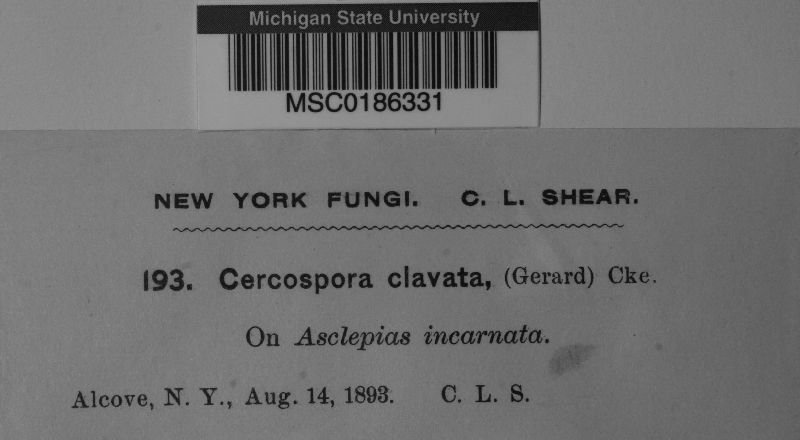 Michigan State University
MSC0186331
NEW YORK FUNGI. C. L. SHEAR.
193. Cercospora clavata, (Gerard) Cke.
On Asclepias incarnata.
Alcove, N. Y., Aug. 14, 1893. C. L. S.